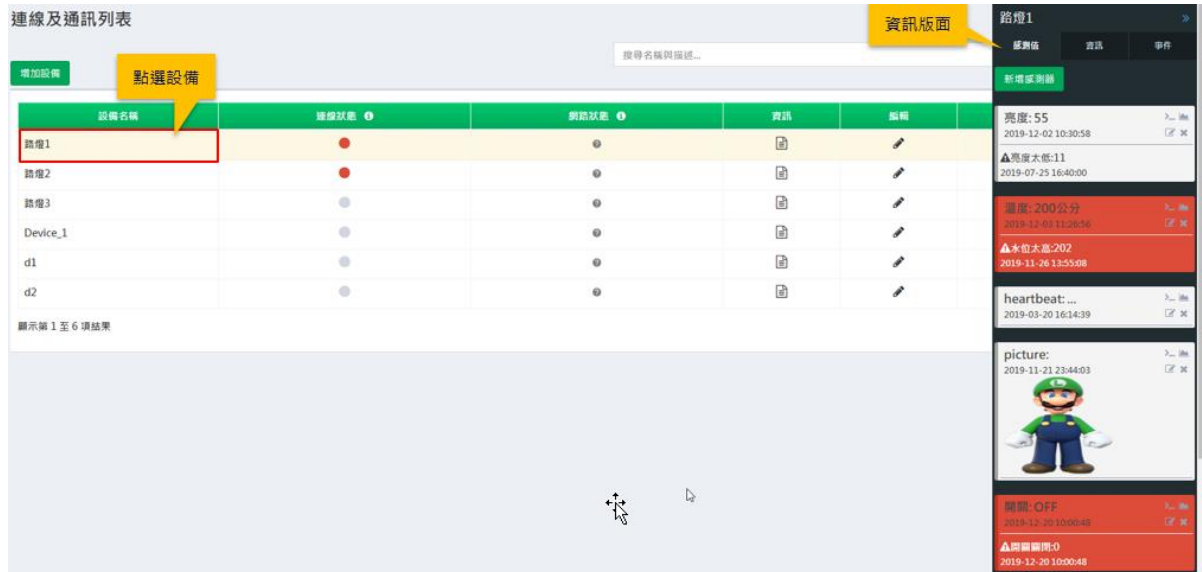 連線及通訊列表
搜尋名稱與描述...
增加設備
點選設備
資訊版面
設備名稱 連線狀態 網路狀態 資訊 編輯
路燈1
路燈2
路燈3
Device_1
d1
d2
顯示第 1 至 6 項結果
路燈1 »
感測值 資訊 事件
新增感測器
亮度: 55
2019-12-02 10:30:58
亮度太低:11
2019-07-25 16:40:00
溫度: 200公分
2019-12-03 11:26:56
水位太高:202
2019-11-26 13:55:08
heartbeat: ...
2019-03-20 16:14:39
picture:
2019-11-21 23:44:03
L
開關: OFF
2019-12-20 10:00:48
開關關閉:0
2019-12-20 10:00:48